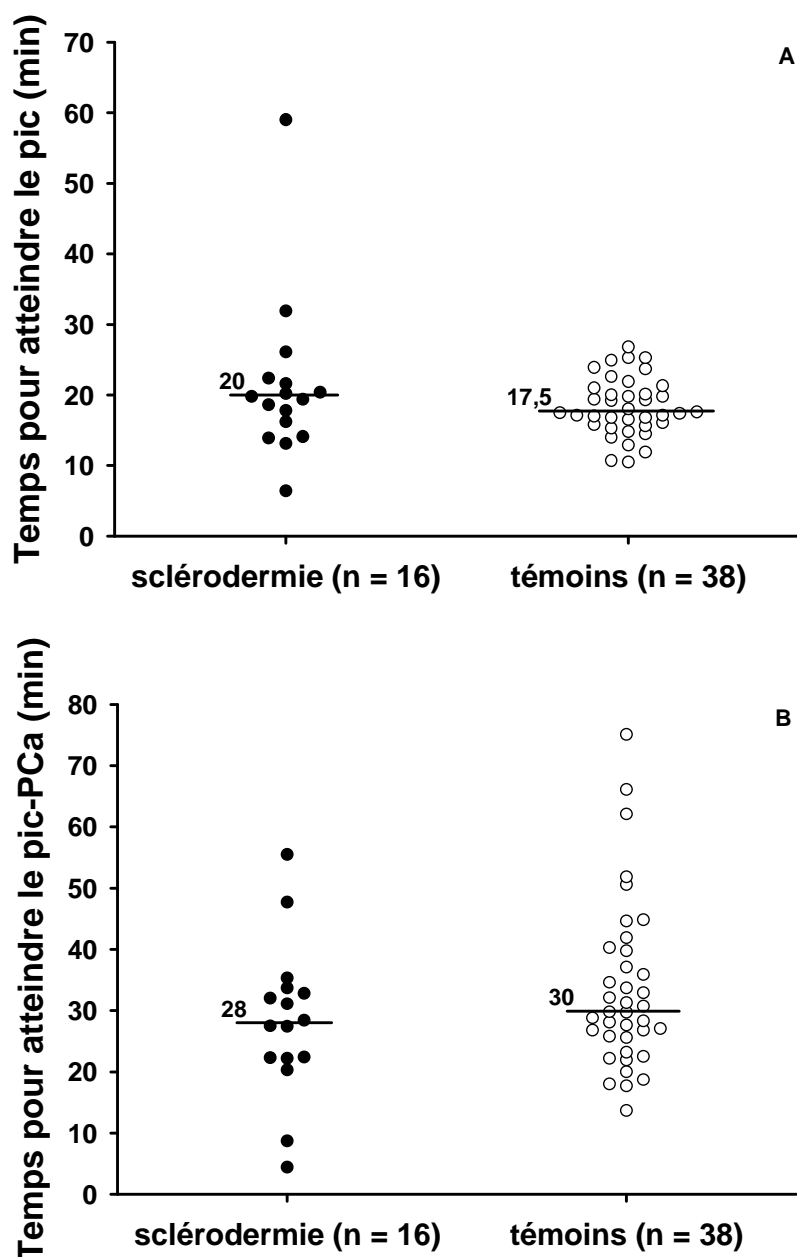 A
Temps pour atteindre le pic (min)
70
60
50
40
30
20
10
0
20
17,5
sclérodermie (n = 16)
témoins (n = 38)
B
Temps pour atteindre le pic-PCa (min)
80
70
60
50
40
30
20
10
0
28
30
sclérodermie (n = 16)
témoins (n = 38)